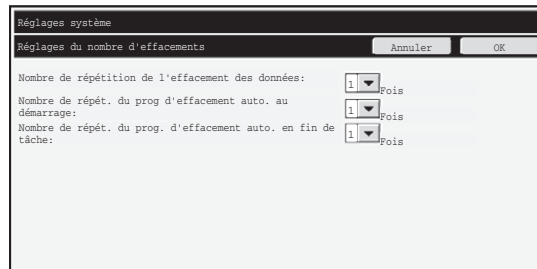 Réglages système
Réglages du nombre d'effacements
Annuler
OK
Nombre de répétition de l'effacement des données:
1
Fois
Nombre de répét. du prog d'effacement auto. au
démarrage:
1
Fois
Nombre de répét. du prog. d'effacement auto. en fin de
tâche:
1
Fois